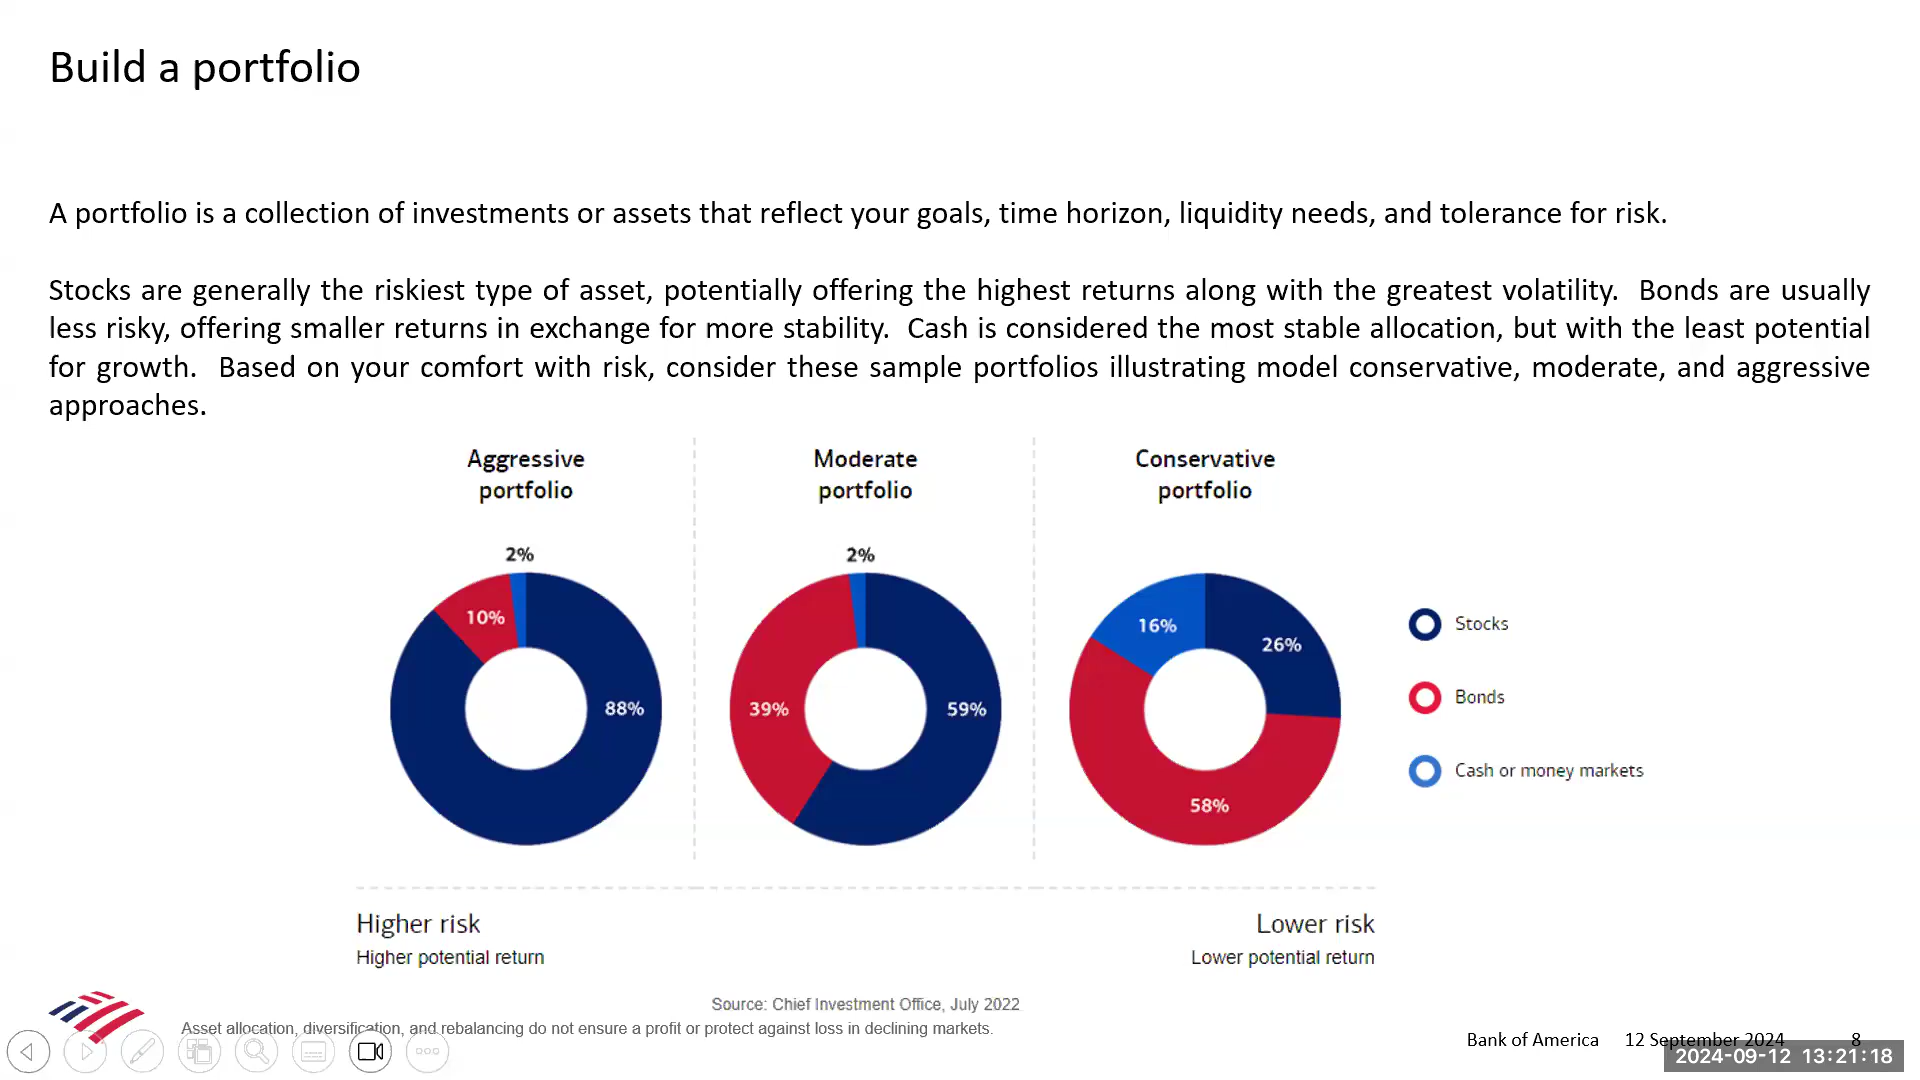 Build a portfolio
A portfolio is a collection of investments or assets that reflect your goals, time horizon, liquidity needs, and tolerance for risk.
Stocks are generally the riskiest type of asset, potentially offering the highest returns along with the greatest volatility. Bonds are usually
less risky, offering smaller returns in exchange for more stability. Cash is considered the most stable allocation, but with the least potential
for growth. Based on your comfort with risk, consider these sample portfolios illustrating model conservative, moderate, and aggressive
approaches.
Aggressive
portfolio
2%
10%
88%
Moderate
portfolio
2%
39%
59%
Conservative
portfolio
16%
26%
58%
Stocks
Bonds
Cash or money markets
Higher risk
Higher potential return
Lower risk
Lower potential return
Source: Chief Investment Office, July 2022
Asset allocation, diversification, and rebalancing do not ensure a profit or protect against loss in declining markets.
Bank of America 12 September 2024 8
2024-09-12 13:21:18